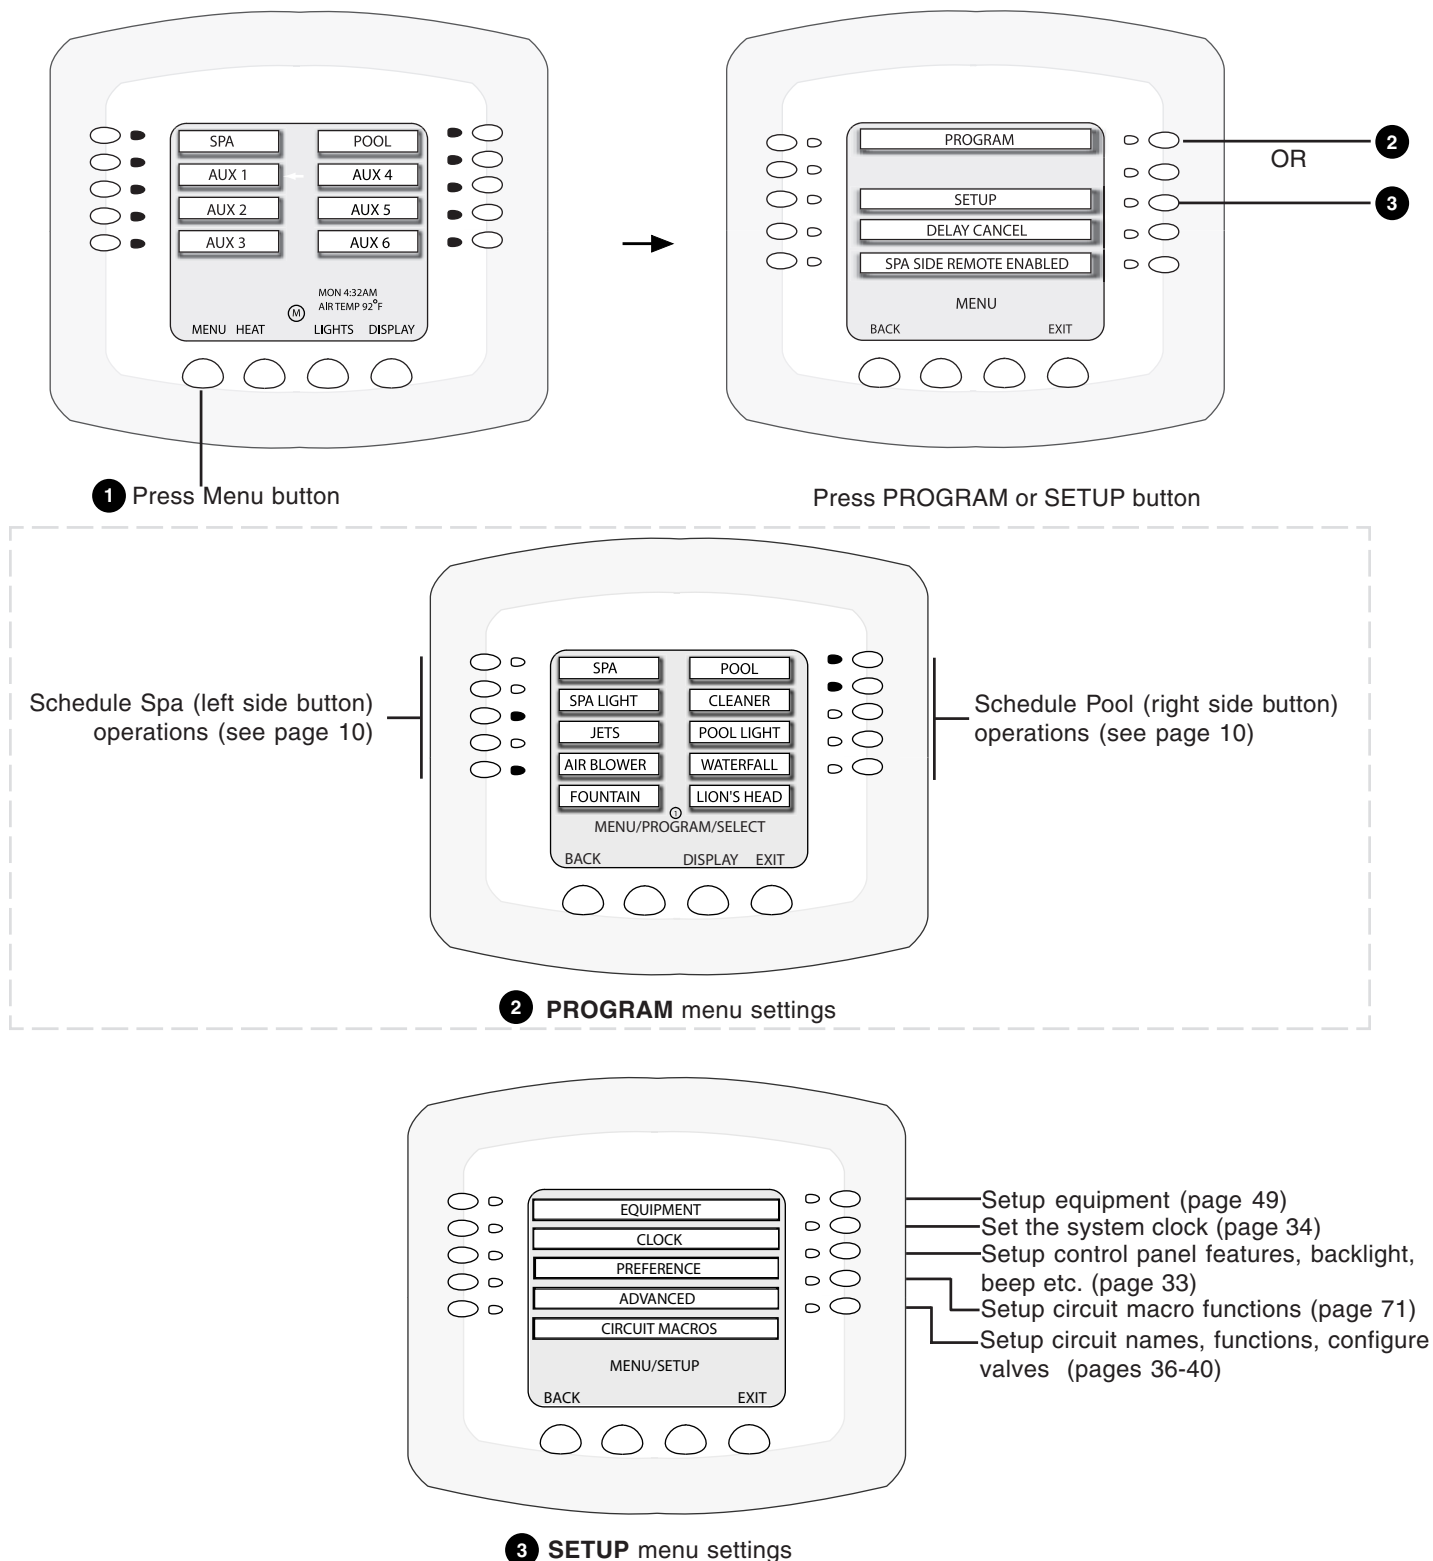 SPA
POOL
AUX 1
AUX 4
AUX 2
AUX 5
AUX 3
AUX 6
MON 4:32AM
AIR TEMP 92°F
M
MENU HEAT LIGHTS DISPLAY
1 Press Menu button
PROGRAM
SETUP
DELAY CANCEL
SPA SIDE REMOTE ENABLED
MENU
BACK EXIT
2
OR
3
Press PROGRAM or SETUP button
Schedule Spa (left side button)
operations (see page 10)
SPA
POOL
SPA LIGHT
CLEANER
JETS
POOL LIGHT
AIR BLOWER
WATERFALL
FOUNTAIN
LION'S HEAD
1
MENU/PROGRAM/SELECT
BACK DISPLAY EXIT
Schedule Pool (right side button)
operations (see page 10)
2 PROGRAM menu settings
EQUIPMENT
CLOCK
PREFERENCE
ADVANCED
CIRCUIT MACROS
MENU/SETUP
BACK EXIT
Setup equipment (page 49)
Set the system clock (page 34)
Setup control panel features, backlight,
beep etc. (page 33)
Setup circuit macro functions (page 71)
Setup circuit names, functions, configure
valves (pages 36-40)
3 SETUP menu settings